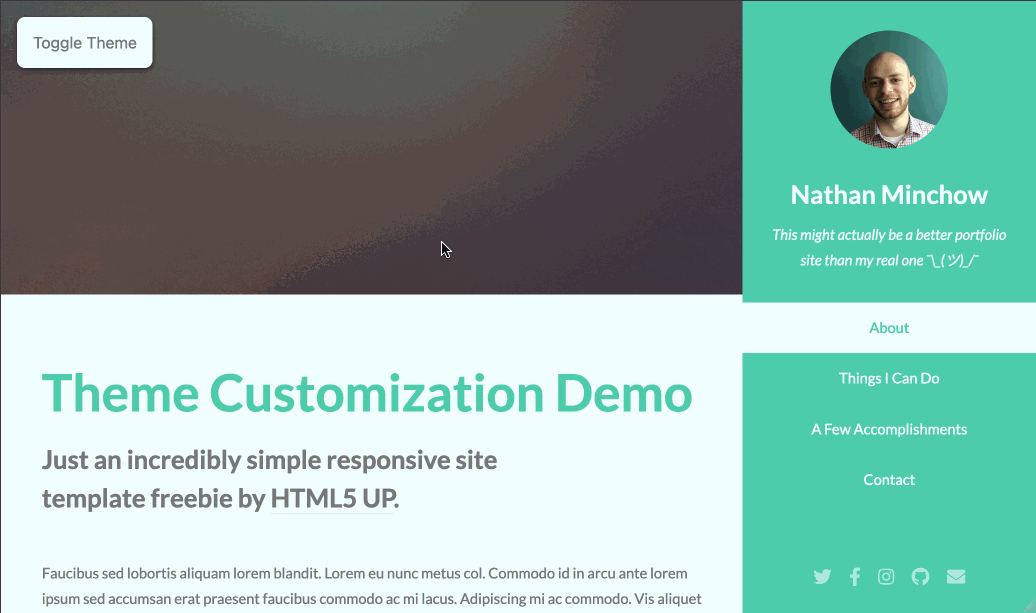 Toggle Theme
Nathan Minchow
This might actually be a better portfolio
site than my real one ¯\_(ツ)_/¯
About
Things I Can Do
A Few Accomplishments
Contact
Theme Customization Demo
Just an incredibly simple responsive site
template freebie by HTML5 UP.
Faucibus sed lobortis aliquam lorem blandit. Lorem eu nunc metus col. Commodo id in arcu ante lorem
ipsum sed accumsan erat praesent faucibus commodo ac mi lacus. Adipiscing mi ac commodo. Vis aliquet